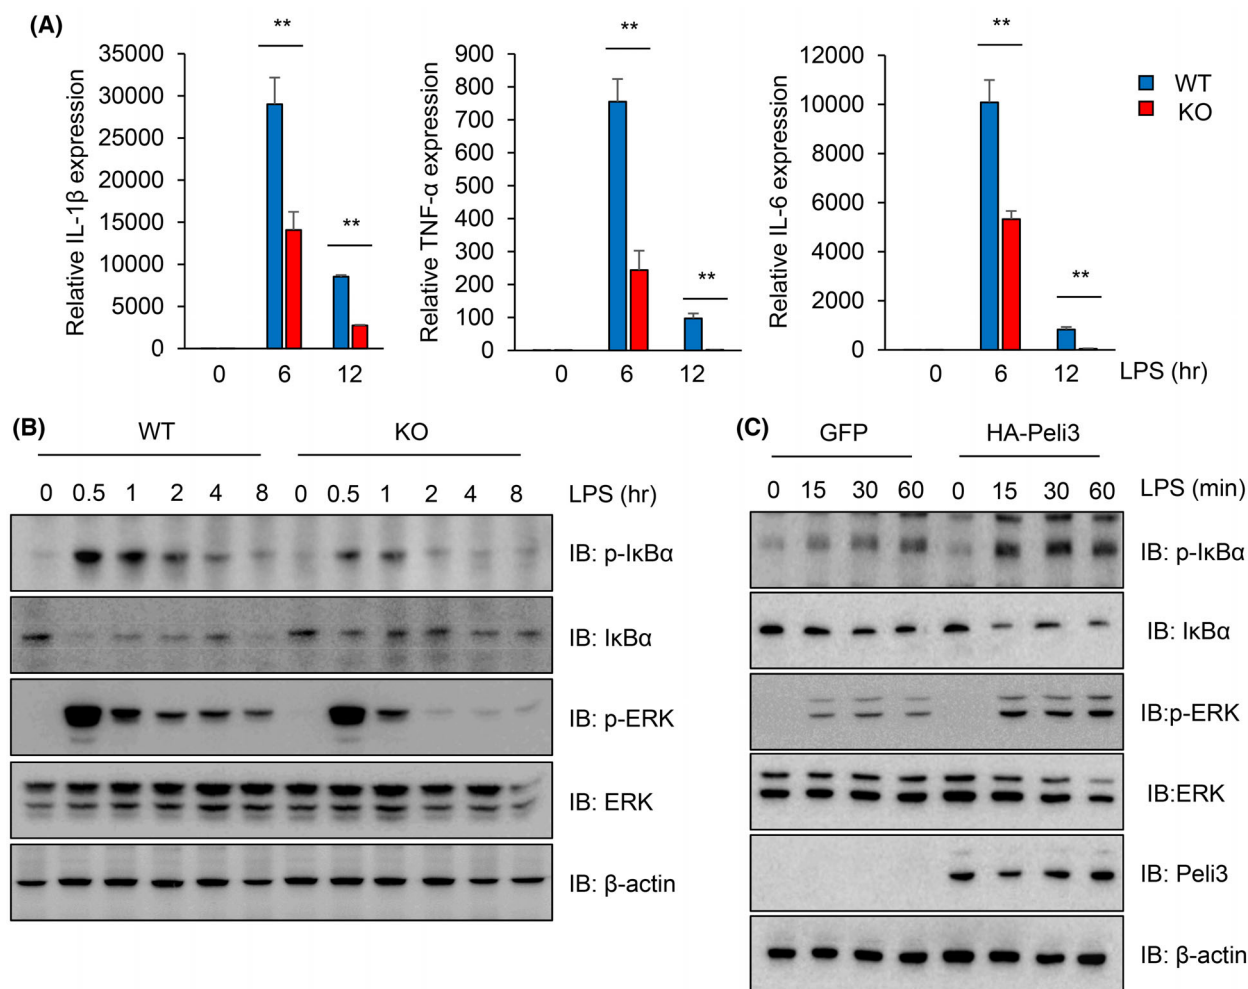 (A)
Relative IL-1β expression
35000
30000
25000
20000
15000
10000
5000
0
**
**
0 6 12
Relative TNF-α expression
900
800
700
600
500
400
300
200
100
0
**
**
0 6 12
Relative IL-6 expression
12000
10000
8000
6000
4000
2000
0
**
**
0 6 12 LPS (hr)
WT
KO
(B)
WT KO
0 0.5 1 2 4 8 0 0.5 1 2 4 8 LPS (hr)
IB: p-IκBα
IB: IκBα
IB: p-ERK
IB: ERK
IB: β-actin
(C)
GFP HA-Peli3
0 15 30 60 0 15 30 60 LPS (min)
IB: p-IκBα
IB: IκBα
IB:p-ERK
IB:ERK
IB: Peli3
IB: β-actin